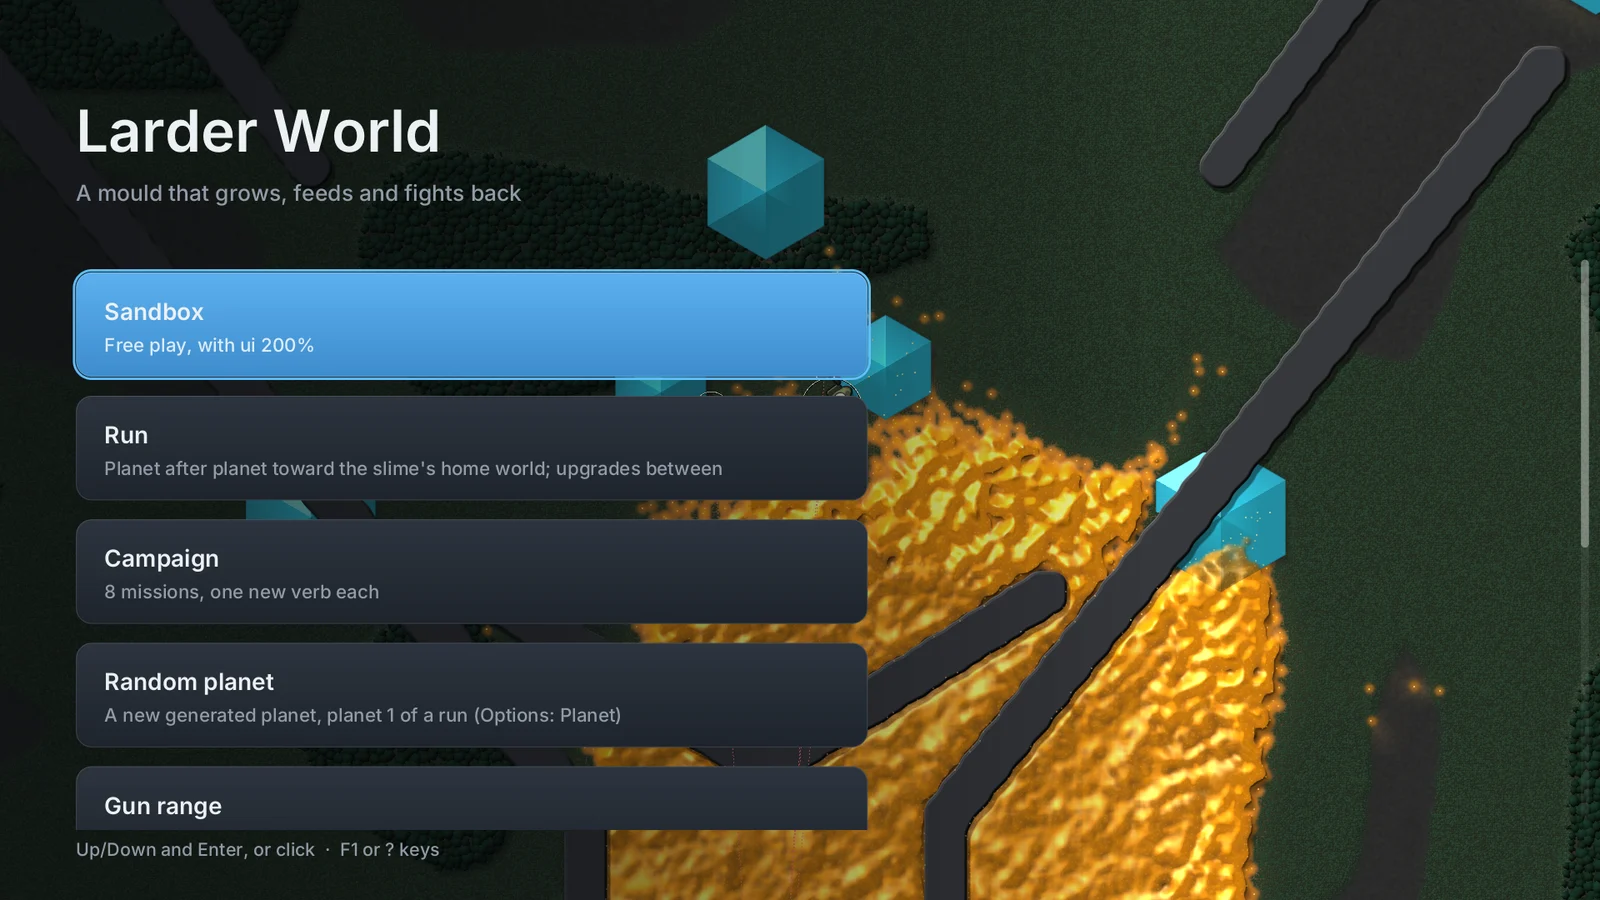 Larder World
A mould that grows, feeds and fights back
Sandbox
Free play, with ui 200%
Run
Planet after planet toward the slime's home world; upgrades between
Campaign
8 missions, one new verb each
Random planet
A new generated planet, planet 1 of a run (Options: Planet)
Gun range
Up/Down and Enter, or click · F1 or ? keys